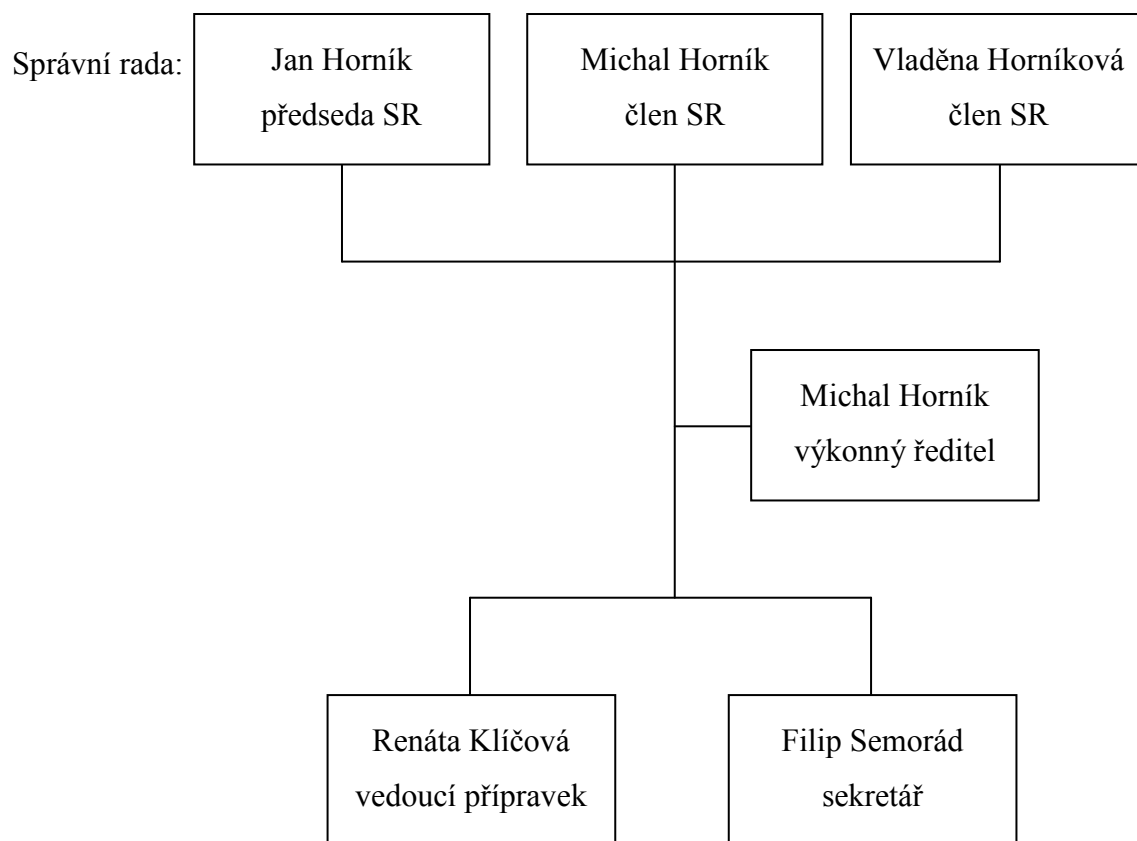 Správní rada:
Jan Horník
předseda SR
Michal Horník
člen SR
Vladěna Horníková
člen SR
Michal Horník
výkonný ředitel
Renáta Klíčová
vedoucí přípravek
Filip Semorád
sekretář